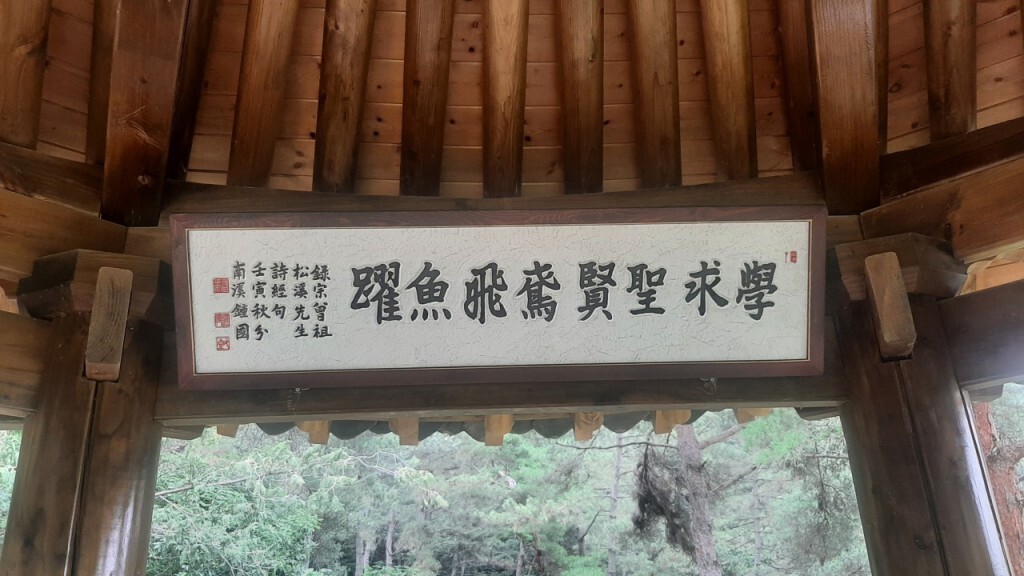 學求聖賢鳶飛魚躍
錄宗曾祖
松溪先生
詩經句
壬寅秋分
南溪鍾國